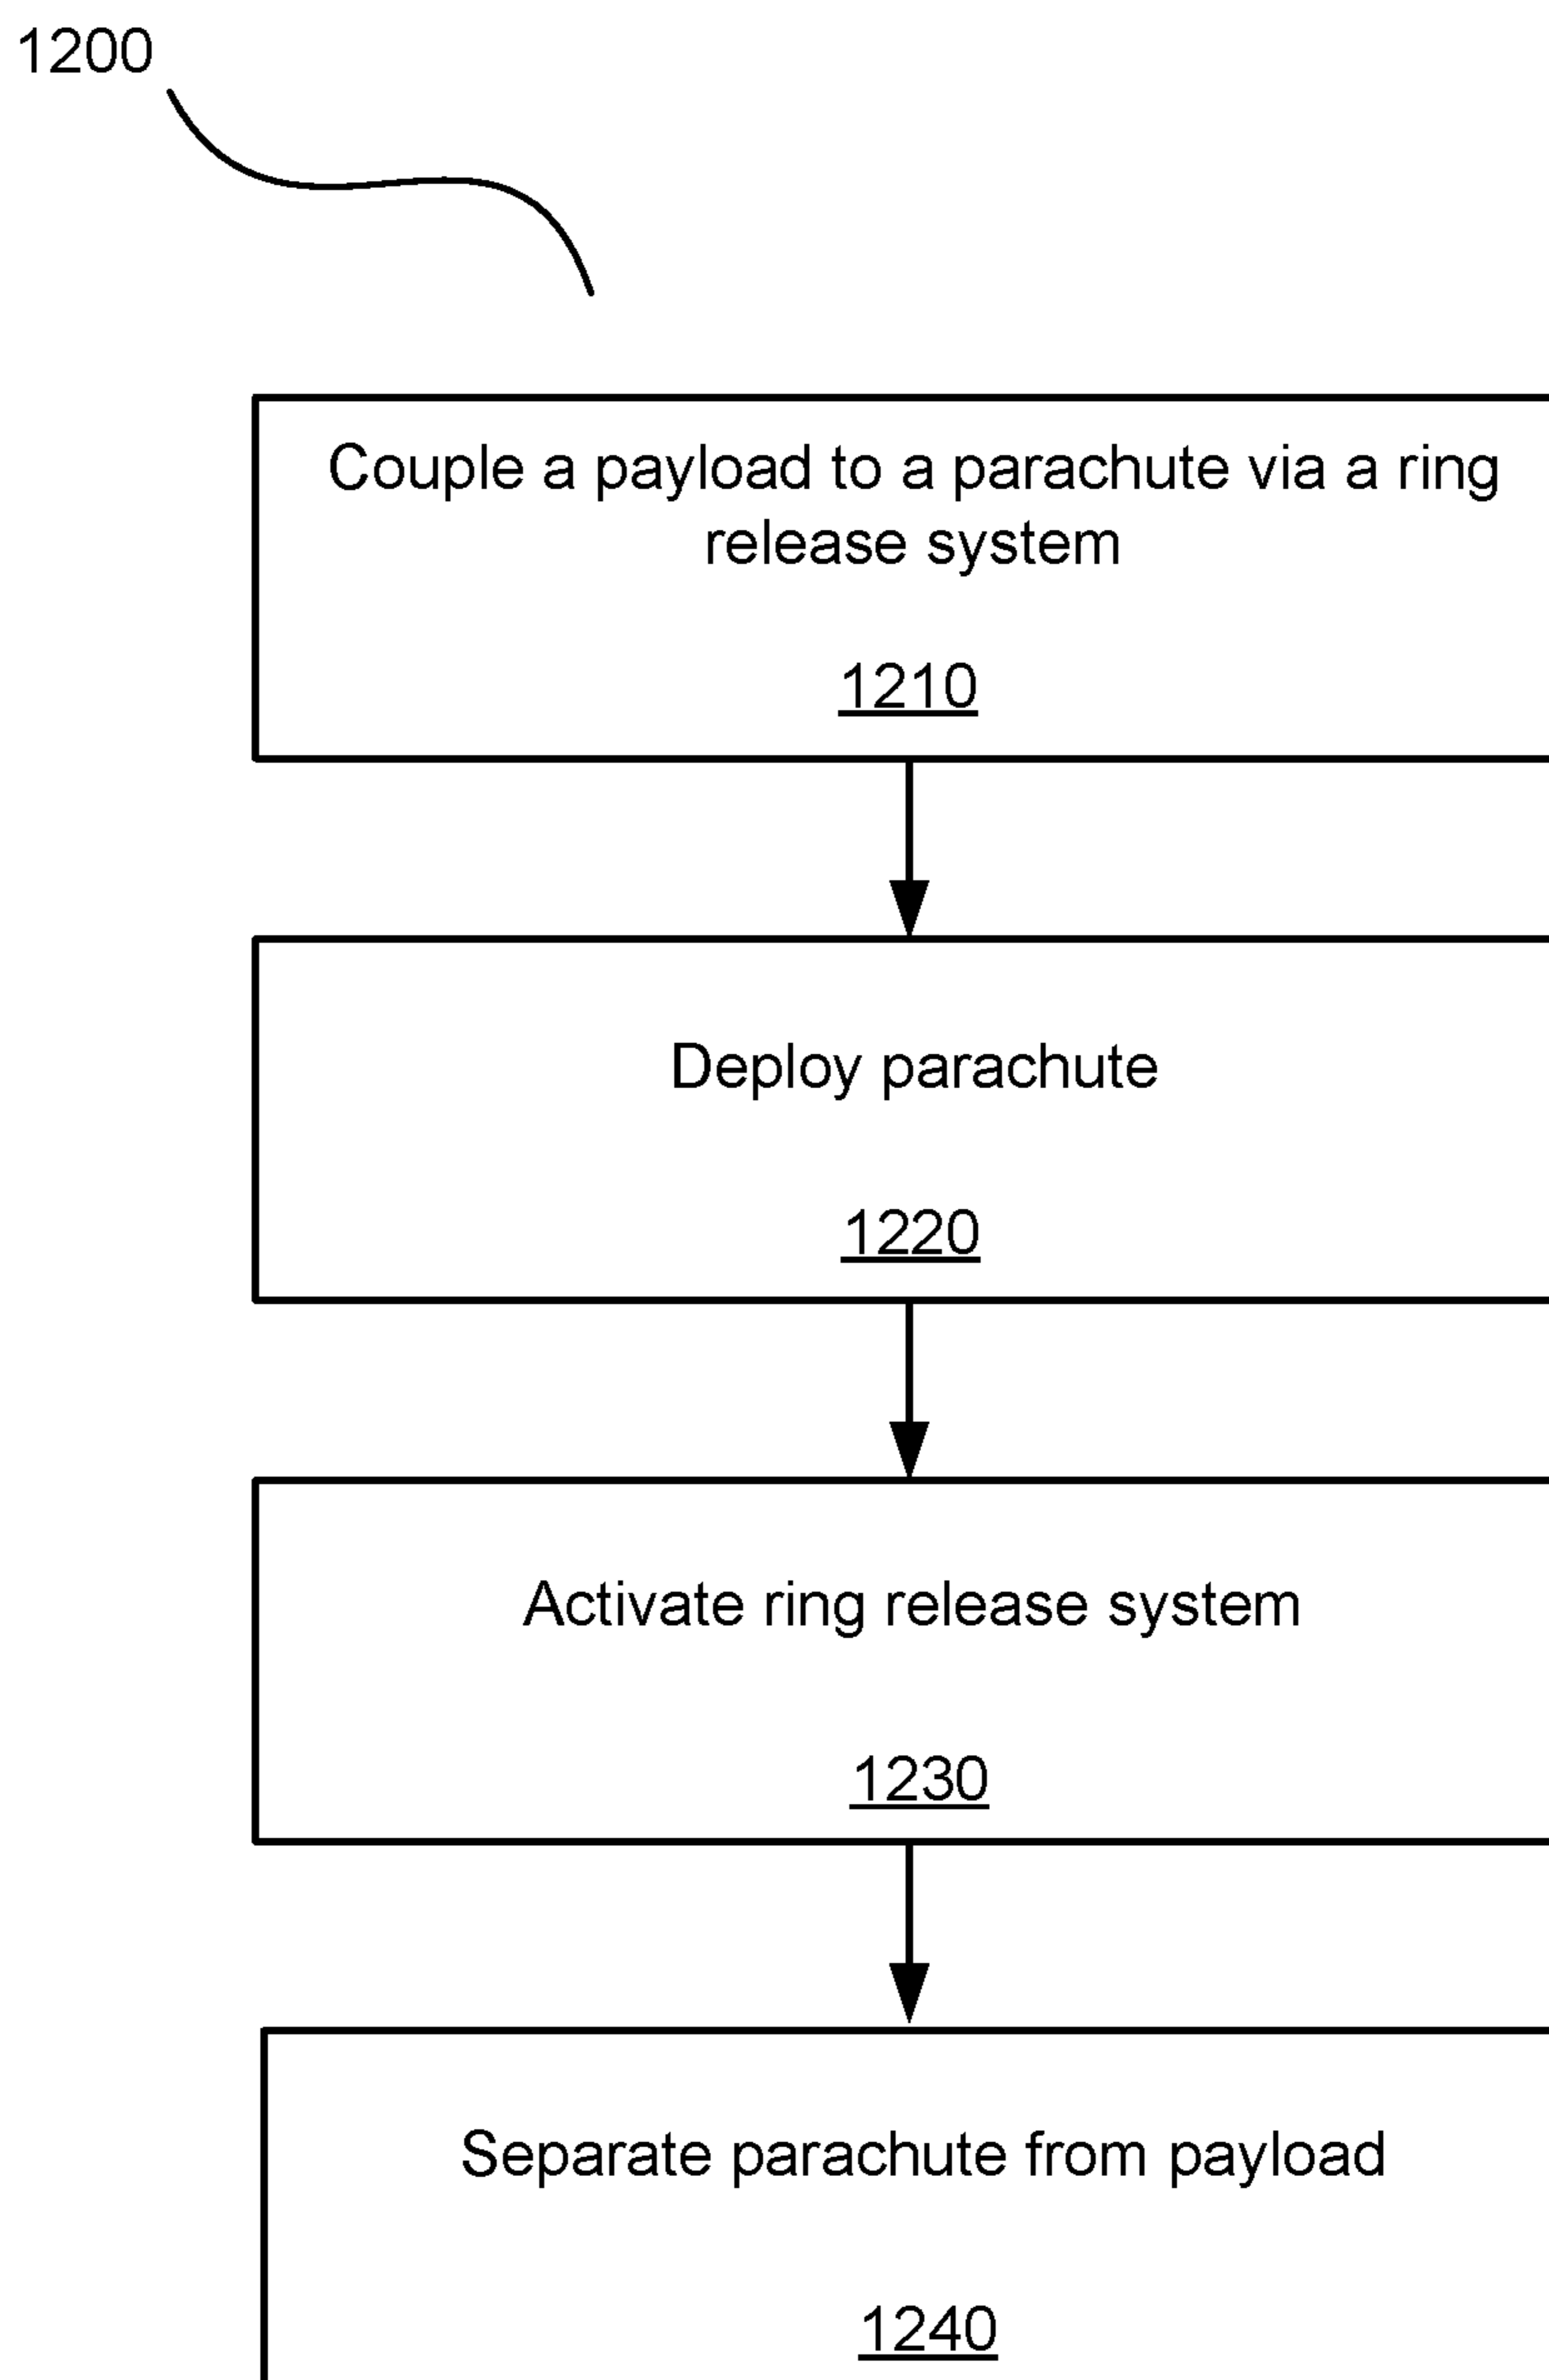 1200
Couple a payload to a parachute via a ring
release system
1210
Deploy parachute
1220
Activate ring release system
1230
Separate parachute from payload
1240